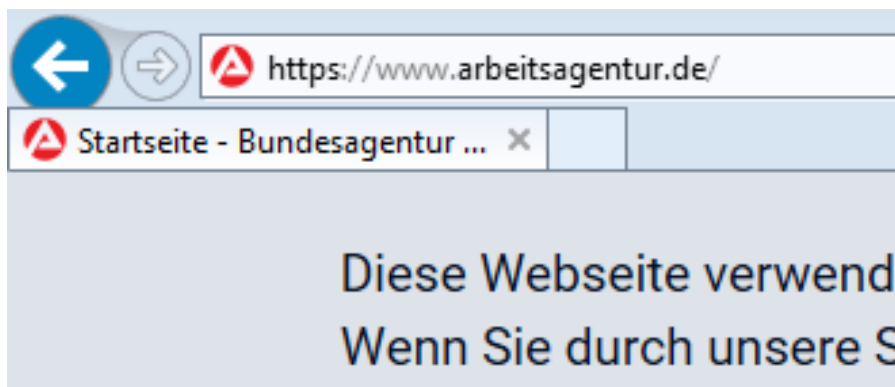 https://www.arbeitsagentur.de/
Startseite - Bundesagentur ...
Diese Webseite verwend
Wenn Sie durch unsere S